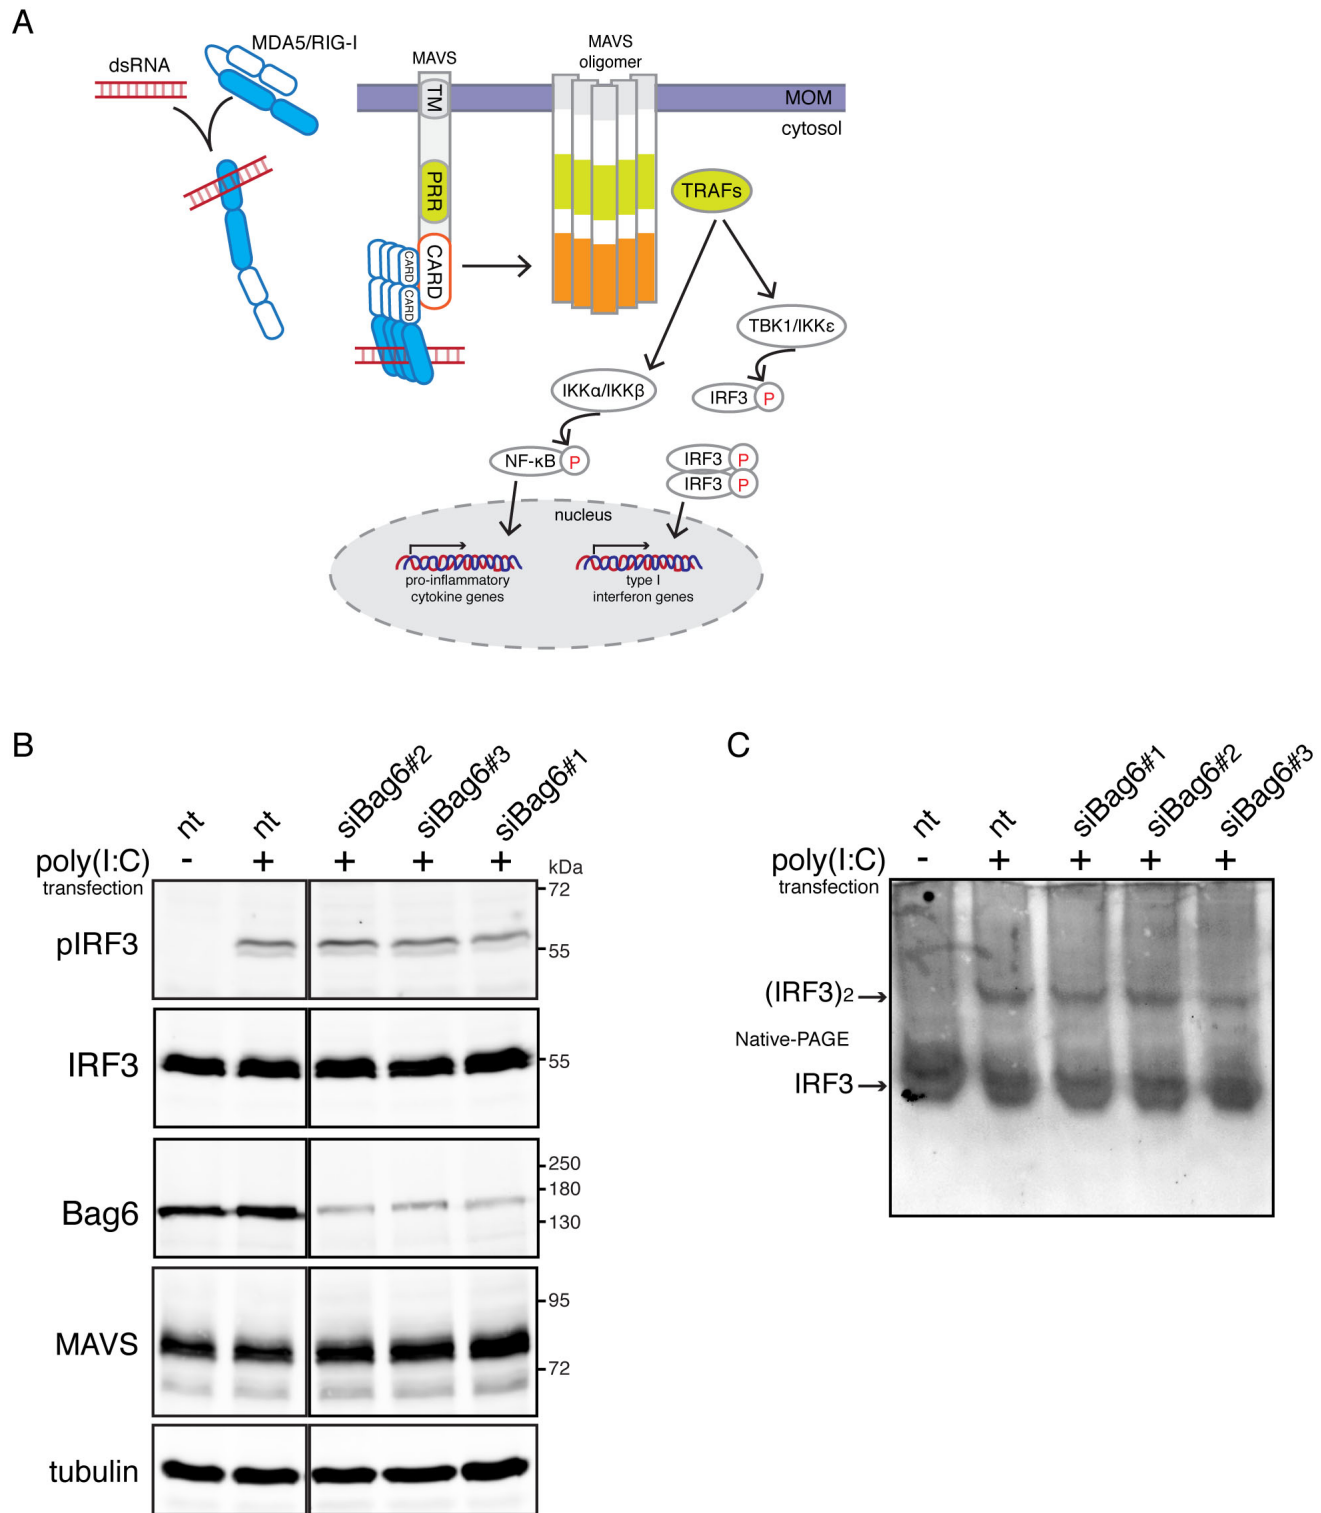 A
MDA5/RIG-I
dsRNA
MAVS
MAVS
oligomer
TM
MOM
cytosol
PRR
TRAFs
CARD
CARD
CARD
TBK1/IKKε
IKKα/IKKβ
IRF3 P
NF-κB P
IRF3 P
IRF3 P
nucleus
pro-inflammatory
cytokine genes
type I
interferon genes
B
nt
nt
siBag6#2
siBag6#3
siBag6#1
poly(I:C) - + + + +
transfection
kDa
72
pIRF3
55
IRF3
55
Bag6
250
180
130
MAVS
95
72
tubulin
C
nt
nt
siBag6#1
siBag6#2
siBag6#3
poly(I:C) - + + + +
transfection
(IRF3)2
Native-PAGE
IRF3